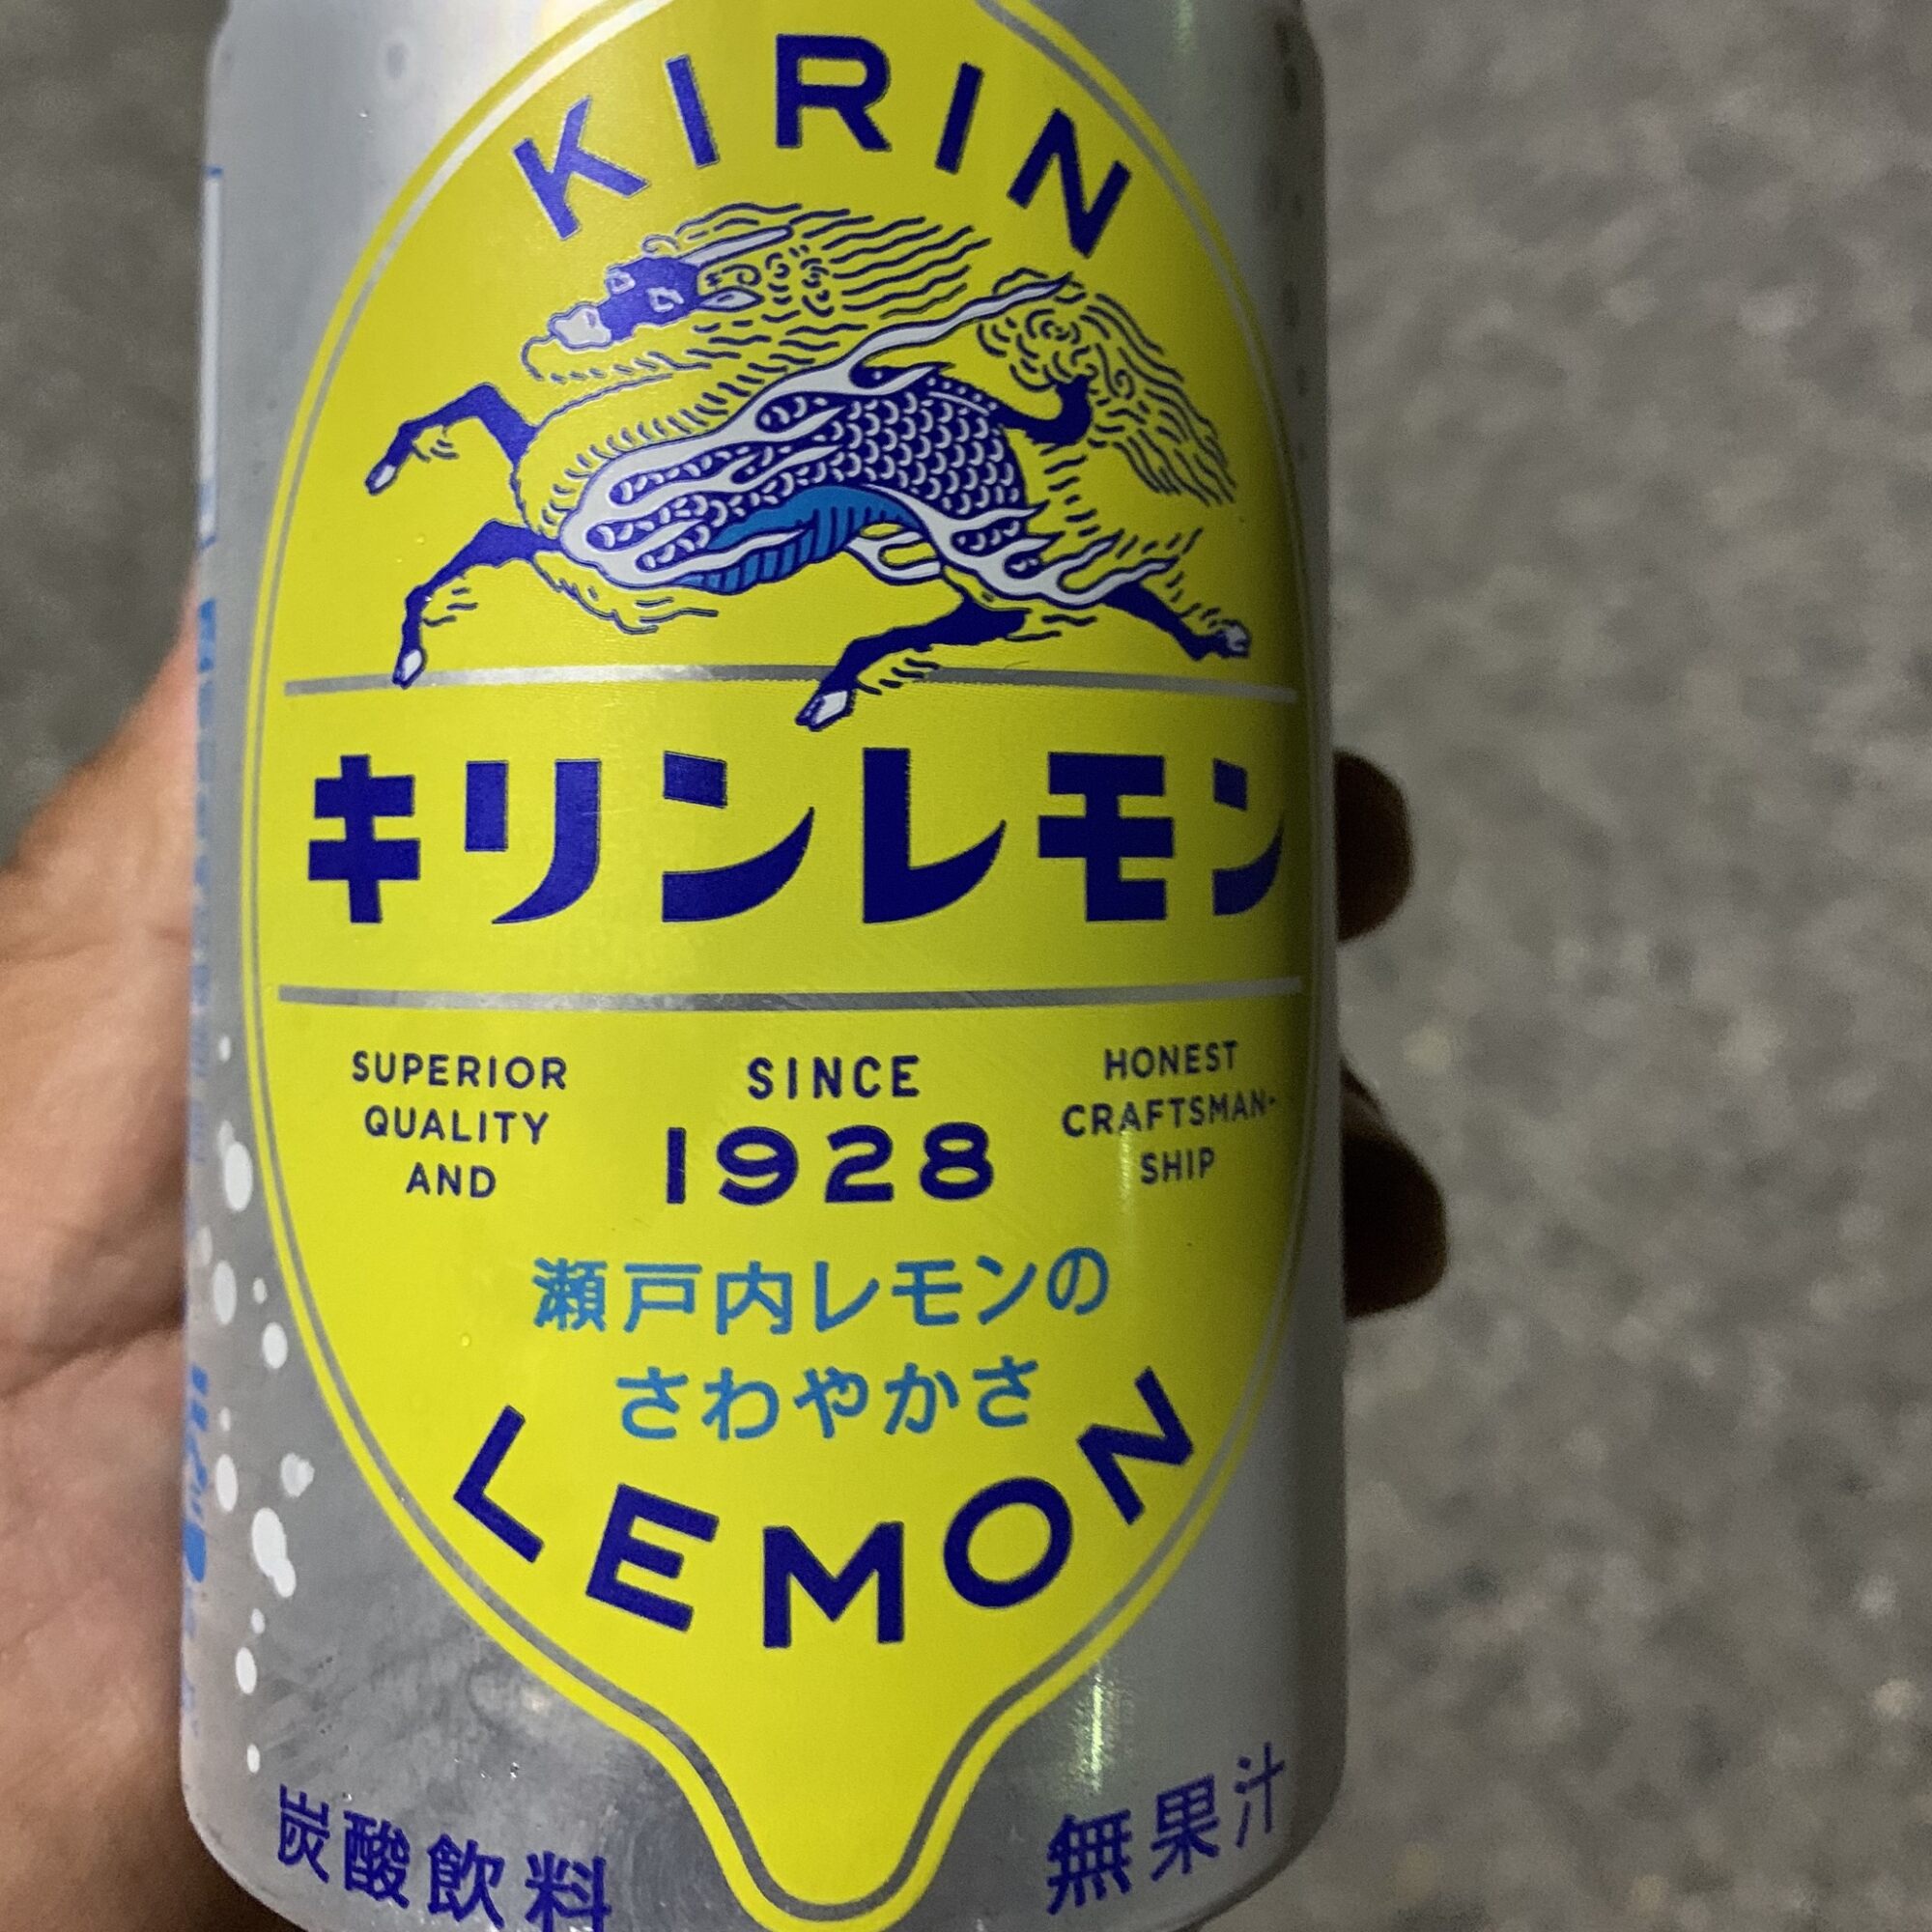 KIRIN
キリンレモン
SUPERIOR
QUALITY
AND
SINCE
1928
HONEST
CRAFTSMAN-
SHIP
瀬戸内レモンの
さわやかさ
LEMON
炭酸飲料
無果汁